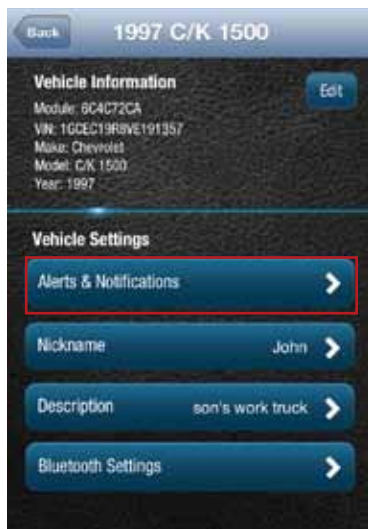 Back
1997 C/K 1500
Vehicle Information
Edit
Module: 6C4C72CA
VIN: 1GCEC19R8VE191357
Make: Chevrolet
Model: C/K 1500
Year: 1997
Vehicle Settings
Alerts & Notifications
Nickname John
Description son's work truck
Bluetooth Settings